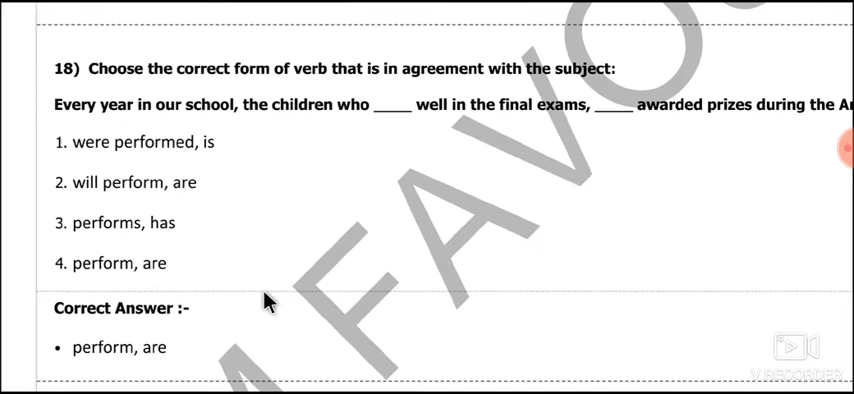 18) Choose the correct form of verb that is in agreement with the subject:
Every year in our school, the children who ____ well in the final exams, ____ awarded prizes during the
1. were performed, is
2. will perform, are
3. performs, has
4. perform, are
Correct Answer :-
• perform, are
V RECORDER